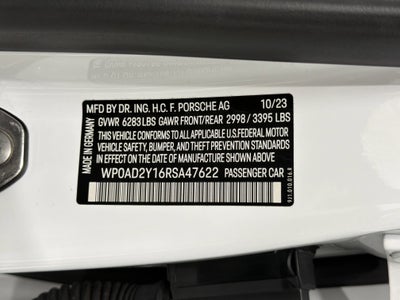 MFD BY DR. ING. H.C. F. PORSCHE AG 10/23
GVWR 6283 LBS GAWR FRONT/REAR 2998 / 3395 LBS
THIS VEHICLE CONFORMS TO ALL APPLICABLE U.S. FEDERAL MOTOR
VEHICLE SAFETY, BUMPER, AND THEFT PREVENTION STANDARDS IN
EFFECT ON THE DATE OF MANUFACTURE SHOWN ABOVE.
WP0AD2Y16RSA47622 PASSENGER CAR
MADE IN GERMANY